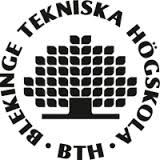 BLEKINGE TEKNISKA HÖGSKOLA
· BTH ·